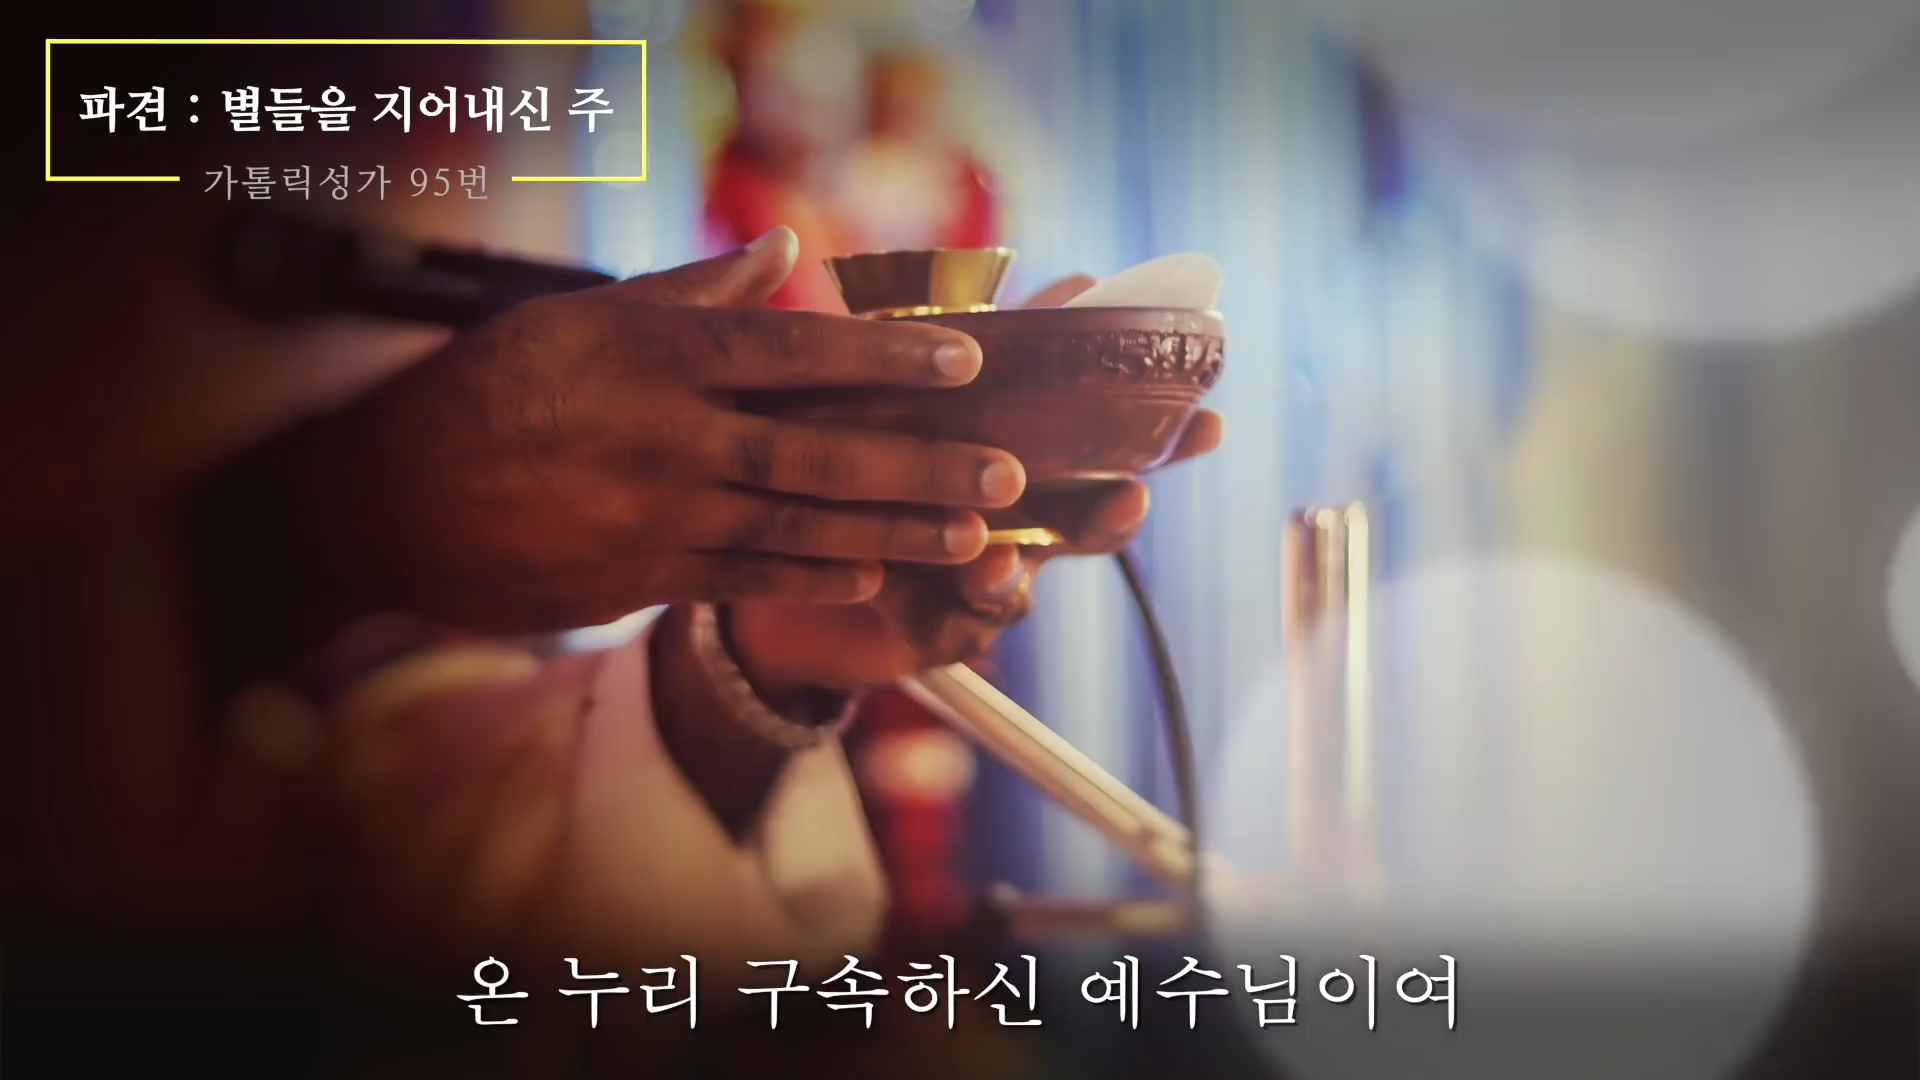 파견 : 별들을 지어내신 주
가톨릭성가 95번
온 누리 구속하신 예수님이여